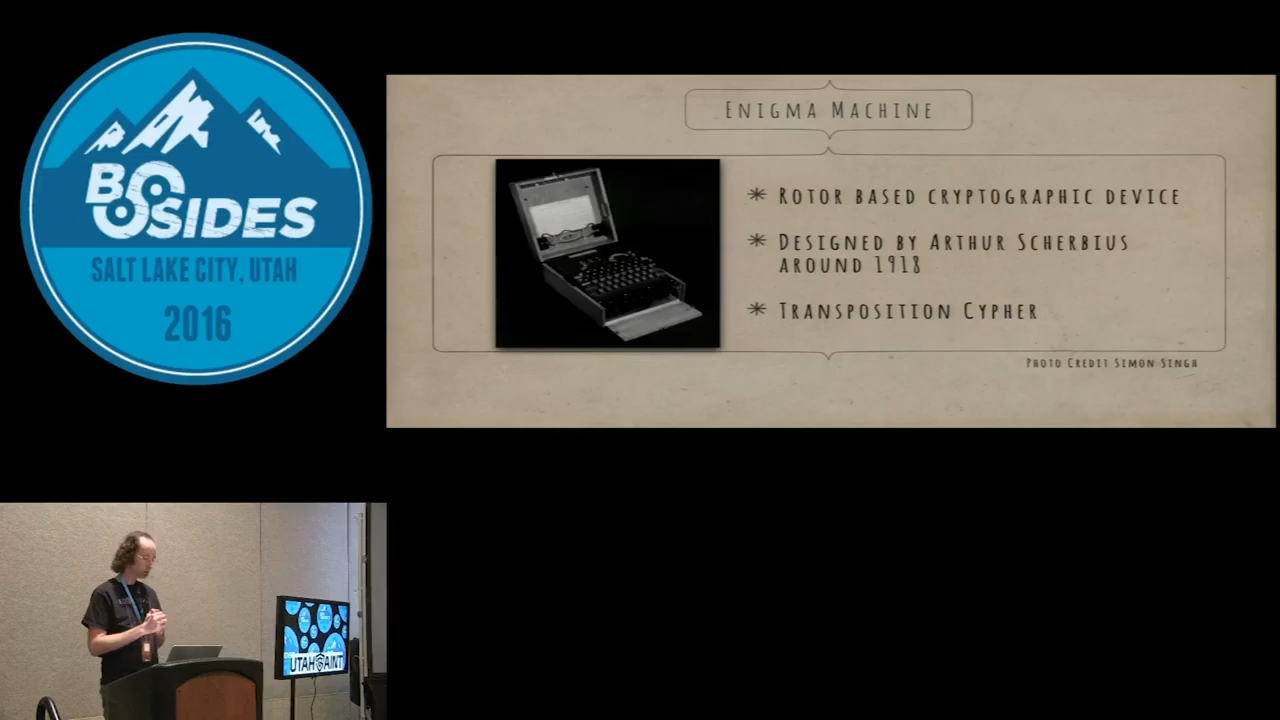 BSIDES
SALT LAKE CITY, UTAH
2016
Enigma Machine
Rotor based cryptographic device
Designed by Arthur Scherbius
around 1918
Transposition Cypher
Photo Credit Simon Singh
UTAH SAINT